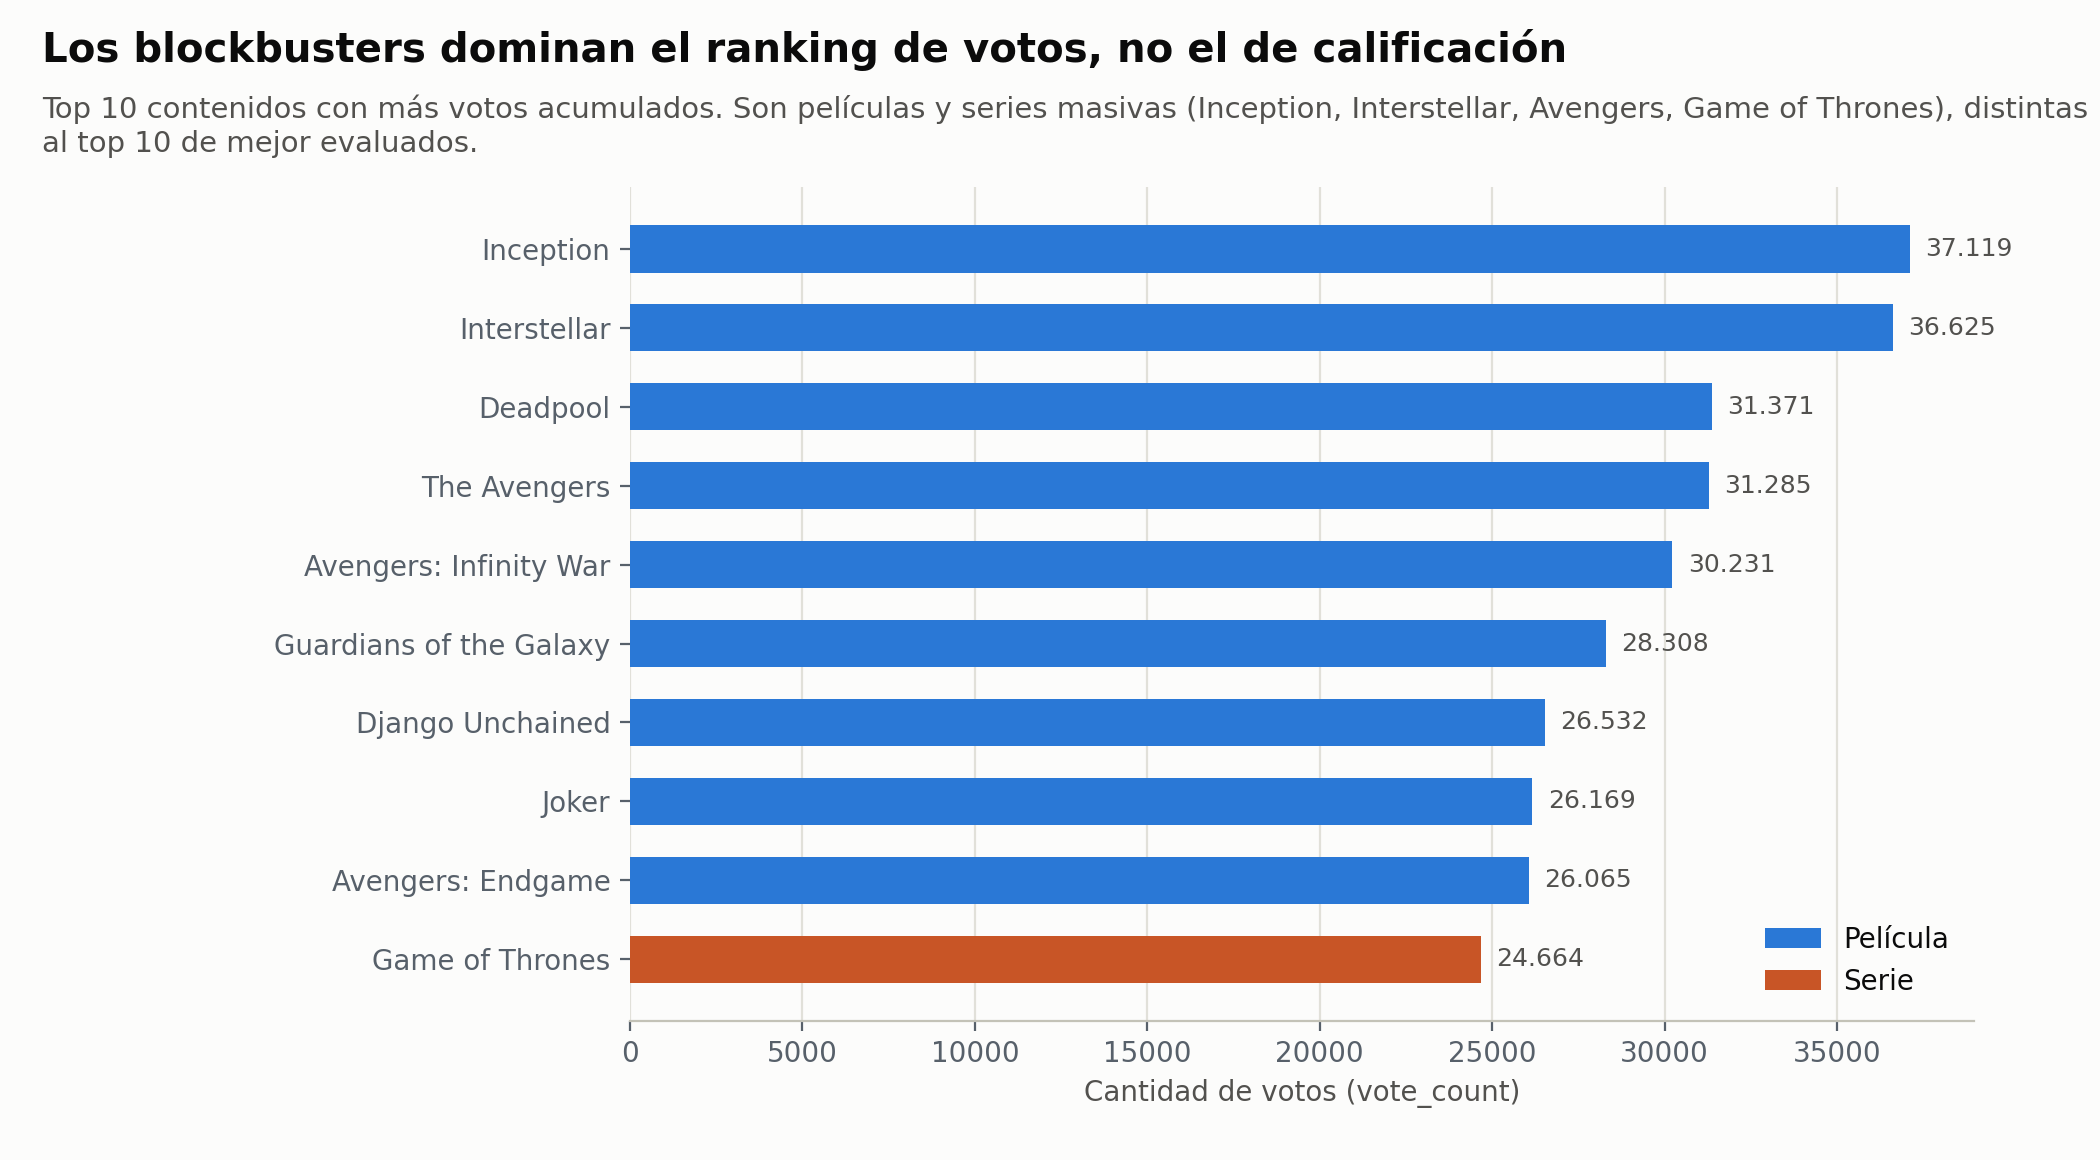 Los blockbusters dominan el ranking de votos, no el de calificación
Top 10 contenidos con más votos acumulados. Son películas y series masivas (Inception, Interstellar, Avengers, Game of Thrones), distintas
al top 10 de mejor evaluados.
Inception 37.119
Interstellar 36.625
Deadpool 31.371
The Avengers 31.285
Avengers: Infinity War 30.231
Guardians of the Galaxy 28.308
Django Unchained 26.532
Joker 26.169
Avengers: Endgame 26.065
Película
Game of Thrones 24.664
Serie
0 5000 10000 15000 20000 25000 30000 35000
Cantidad de votos (vote_count)